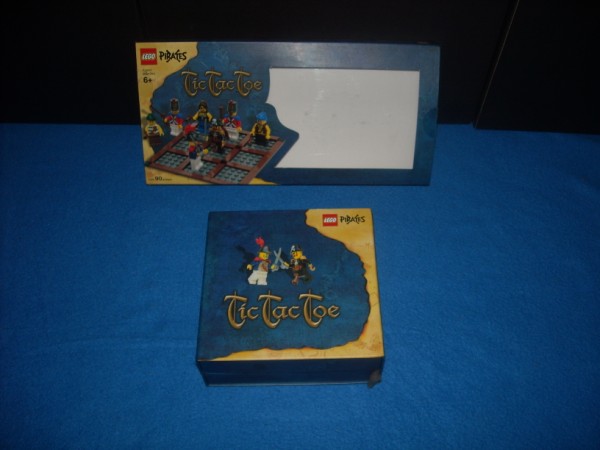 LEGO PIRATES
6+
Tic Tac Toe
LEGO PIRATES
Tic Tac Toe